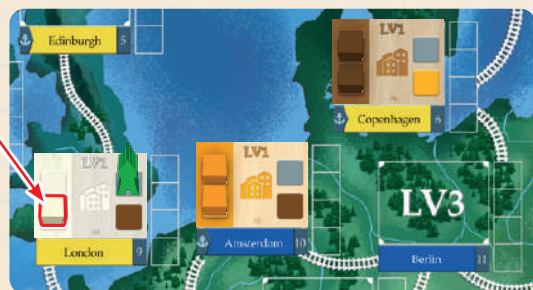 Edinburgh 5
LV1
Copenhagen 8
LV1
London 9
LV1
Amsterdam 10
LV3
Berlin 11